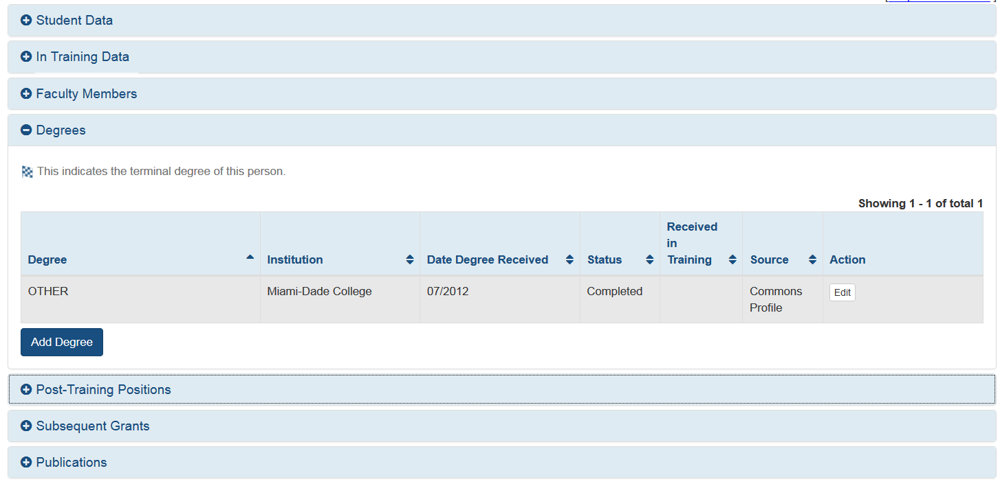 Student Data
In Training Data
Faculty Members
Degrees
This indicates the terminal degree of this person.
Showing 1 - 1 of total 1
Degree Institution Date Degree Received Status Received in Training Source Action
OTHER Miami-Dade College 07/2012 Completed Commons Profile Edit
Add Degree
Post-Training Positions
Subsequent Grants
Publications